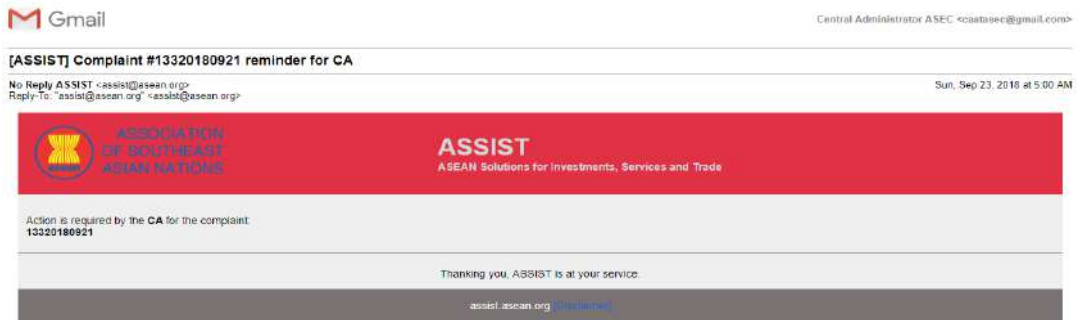 Gmail
Central Administrator ASEC <caatasec@gmail.com>
[ASSIST] Complaint #13320180921 reminder for CA
No Reply ASSIST <assist@asean.org>
Reply-To: "assist@asean.org" <assist@asean.org>
Sun, Sep 23, 2018 at 5:00 AM
ASSOCIATION
OF SOUTHEAST
ASIAN NATIONS
ASSIST
ASEAN Solutions for Investments, Services and Trade
Action is required by the CA for the complaint:
13320180921
Thanking you, ASSIST is at your service.
assist.asean.org [Disclaimer]